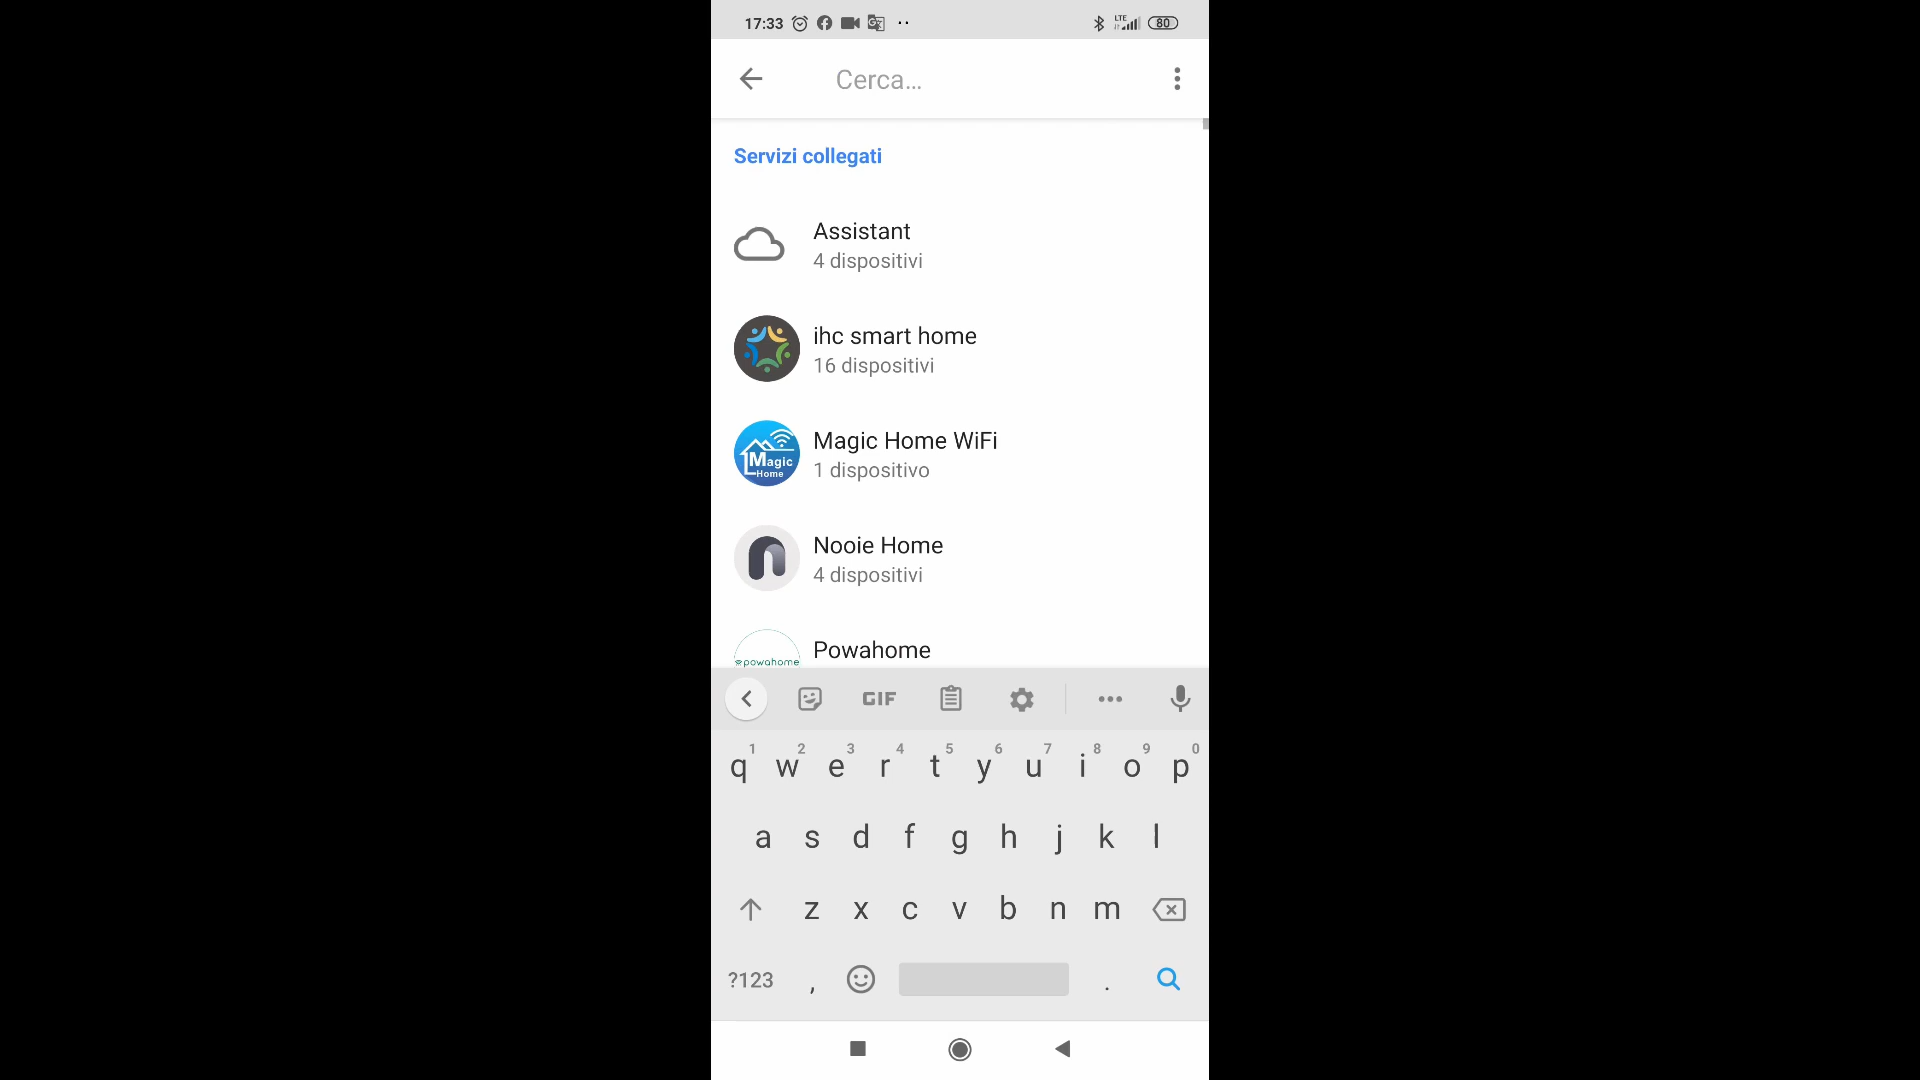 17:33
LTE
80
Cerca...
Servizi collegati
Assistant
4 dispositivi
ihc smart home
16 dispositivi
Magic Home WiFi
1 dispositivo
Magic
Home
Nooie Home
4 dispositivi
Powahome
powahome
GIF
1 2 3 4 5 6 7 8 9 0
q w e r t y u i o p
a s d f g h j k l
z x c v b n m
?123 , .